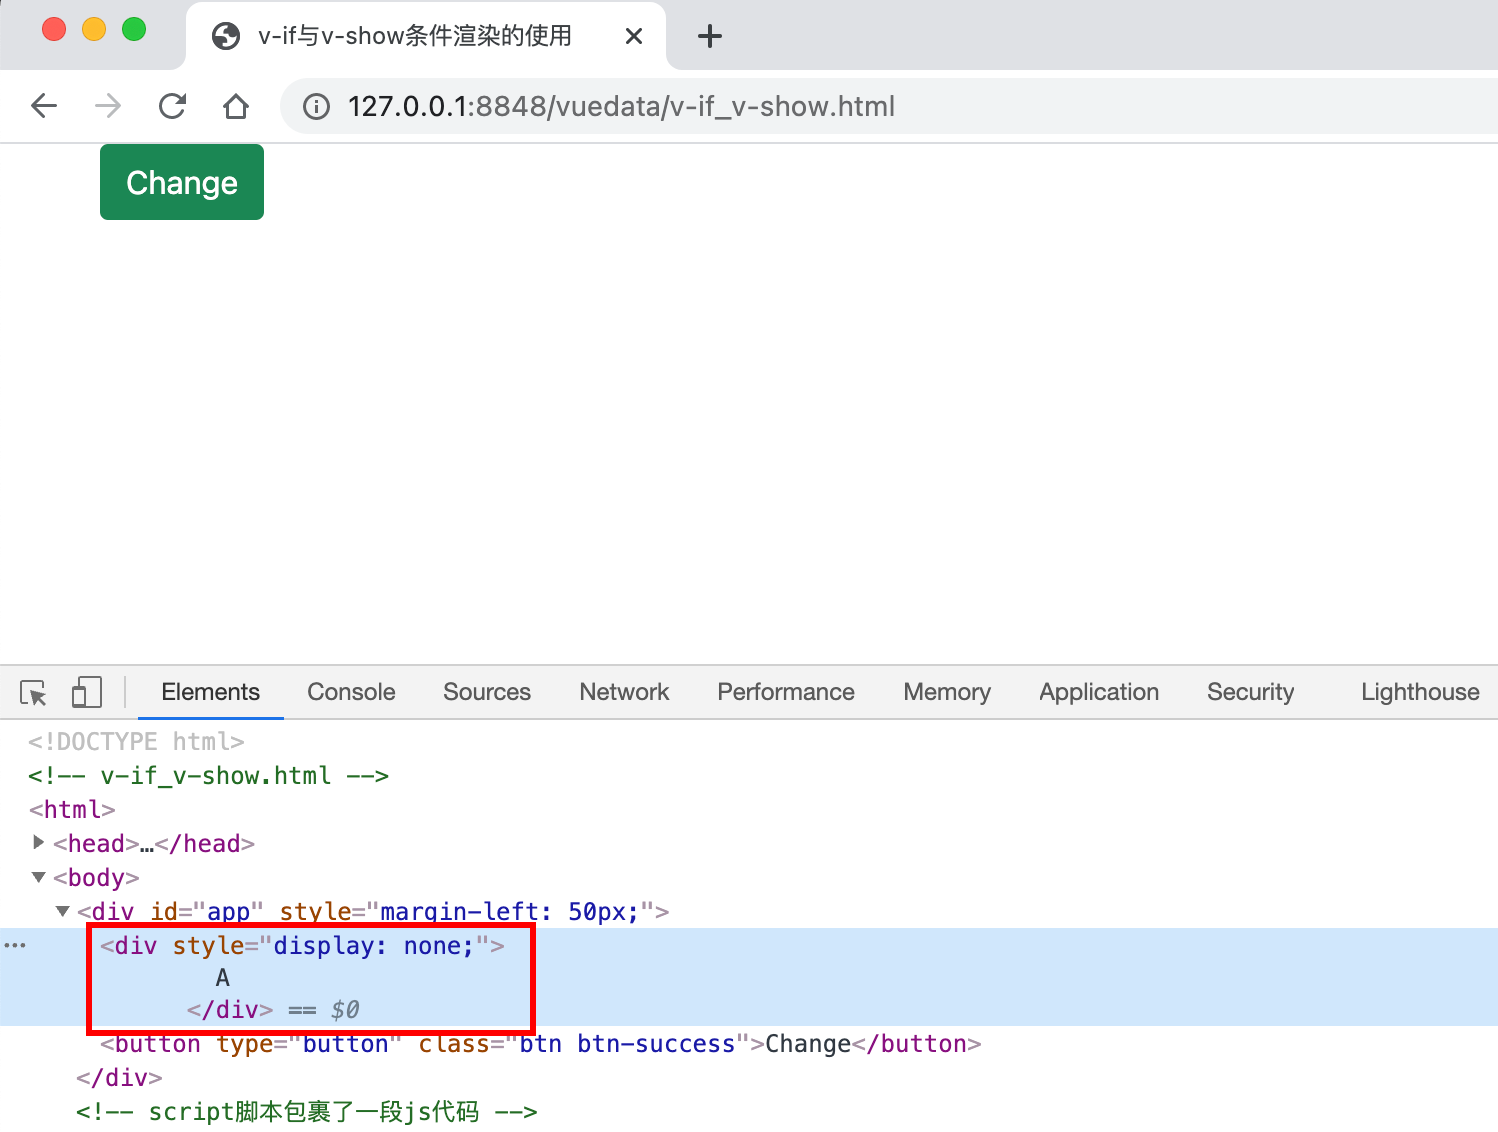 v-if与v-show条件渲染的使用
127.0.0.1:8848/vuedata/v-if_v-show.html
Change
Elements Console Sources Network Performance Memory Application Security Lighthouse
<!DOCTYPE html>
<!-- v-if_v-show.html -->
<html>
<head>…</head>
<body>
<div id="app" style="margin-left: 50px;">
<div style="display: none;">
A
</div> == $0
<button type="button" class="btn btn-success">Change</button>
</div>
<!-- script脚本包裹了一段js代码 -->